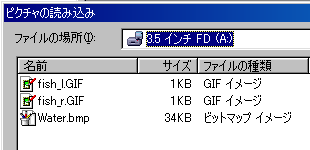 ピクチャの読み込み
ファイルの場所(I): 3.5 インチ FD (A:)
名前 サイズ ファイルの種類
fish_l.GIF 1KB GIF イメージ
fish_r.GIF 1KB GIF イメージ
Water.bmp 34KB ビットマップ イメージ